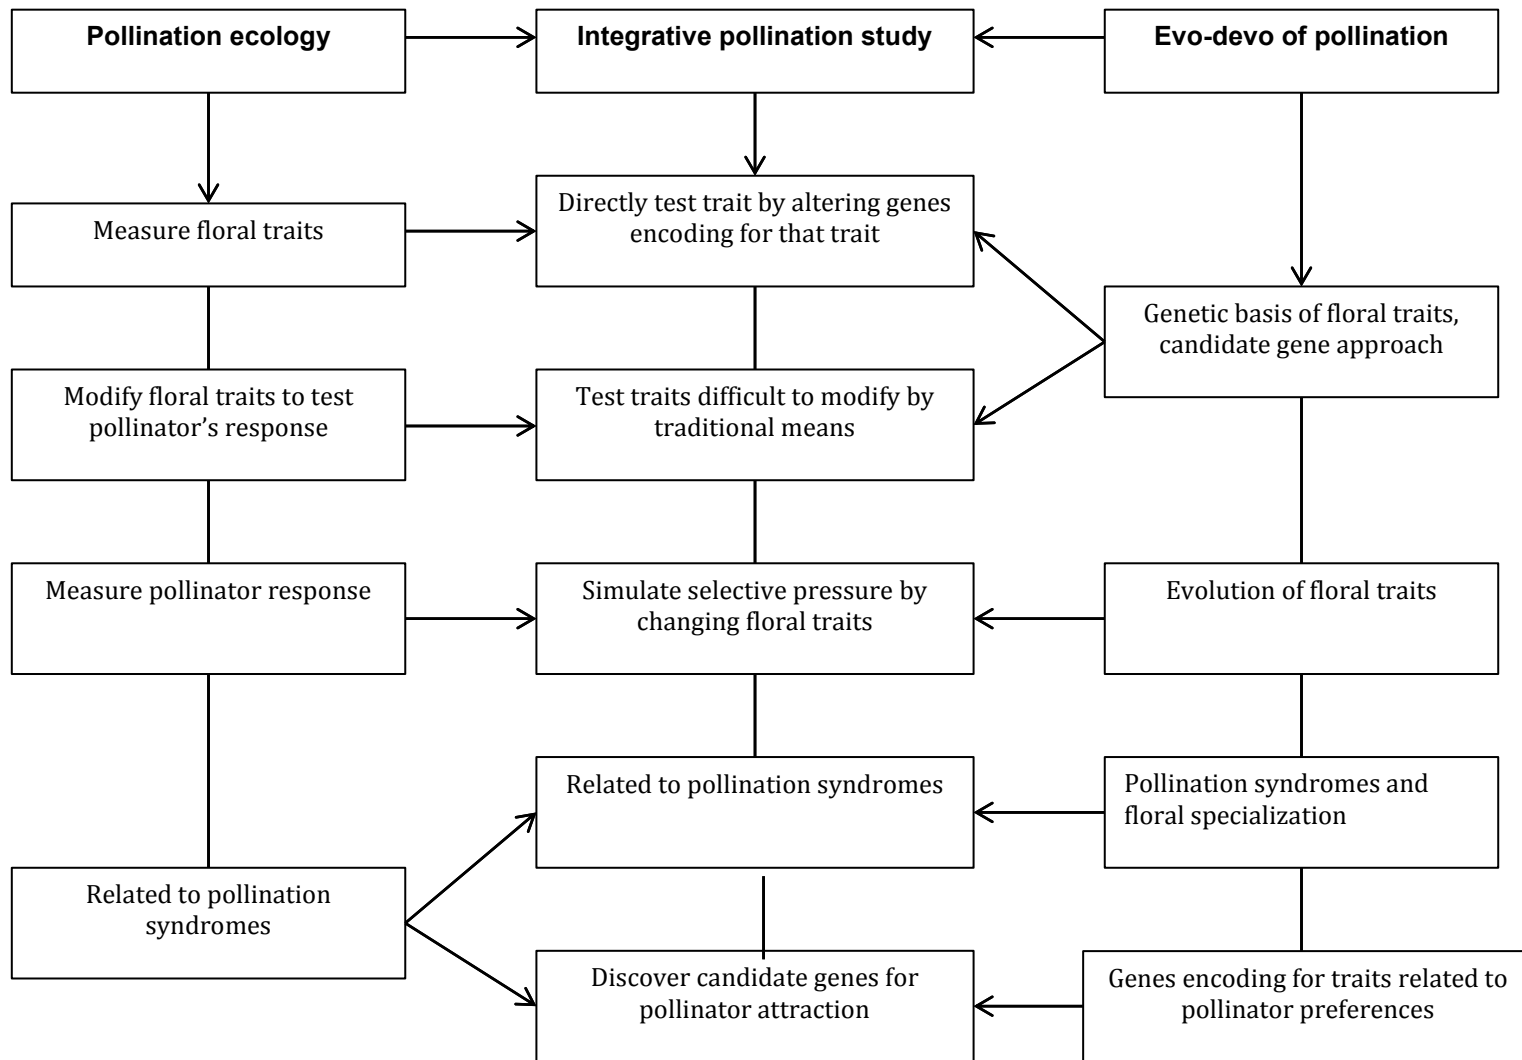 Pollination ecology
Integrative pollination study
Evo-devo of pollination
Measure floral traits
Directly test trait by altering genes
encoding for that trait
Genetic basis of floral traits,
candidate gene approach
Modify floral traits to test
pollinator’s response
Test traits difficult to modify by
traditional means
Measure pollinator response
Simulate selective pressure by
changing floral traits
Evolution of floral traits
Related to pollination syndromes
Pollination syndromes and
floral specialization
Related to pollination
syndromes
Discover candidate genes for
pollinator attraction
Genes encoding for traits related to
pollinator preferences